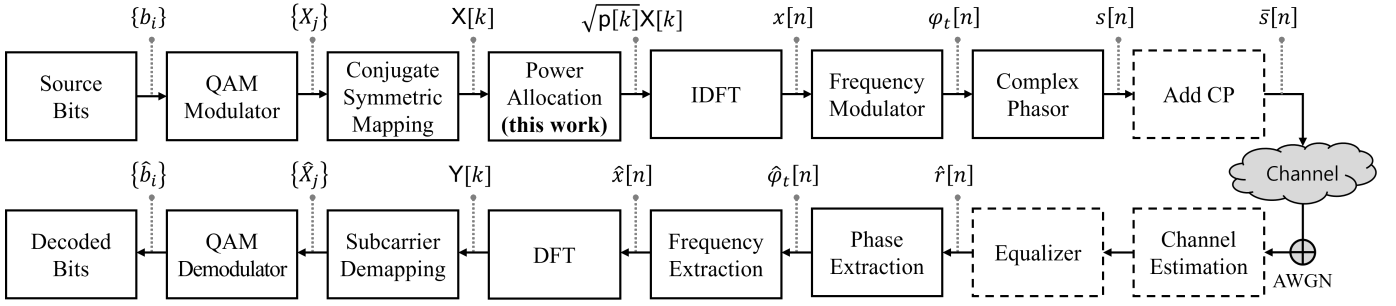 {b_i} {X_j} X[k] √p[k]X[k] x[n] φ_t[n] s[n] s̄[n]
Source
Bits
QAM
Modulator
Conjugate
Symmetric
Mapping
Power
Allocation
(this work)
IDFT
Frequency
Modulator
Complex
Phasor
Add CP
Channel
{b̂_i} {X̂_j} Y[k] x̂[n] φ̂_t[n] r̂[n]
Decoded
Bits
QAM
Demodulator
Subcarrier
Demapping
DFT
Frequency
Extraction
Phase
Extraction
Equalizer
Channel
Estimation
AWGN